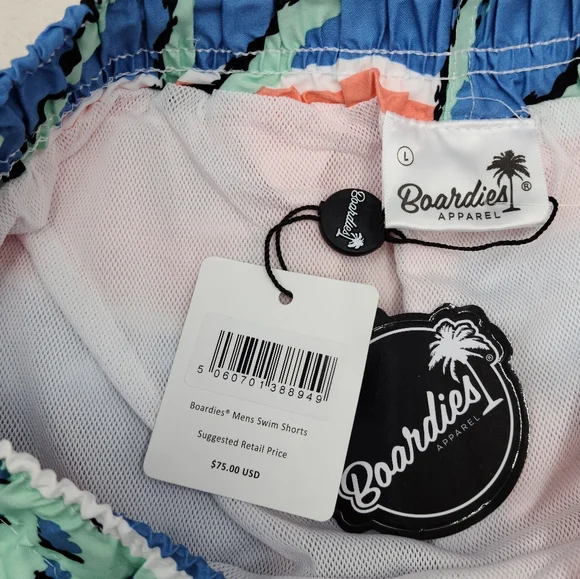 L
Boardies®
APPAREL
Boardies
5 060701 388949
Boardies® Mens Swim Shorts
Suggested Retail Price
$75.00 USD
Boardies®
APPAREL